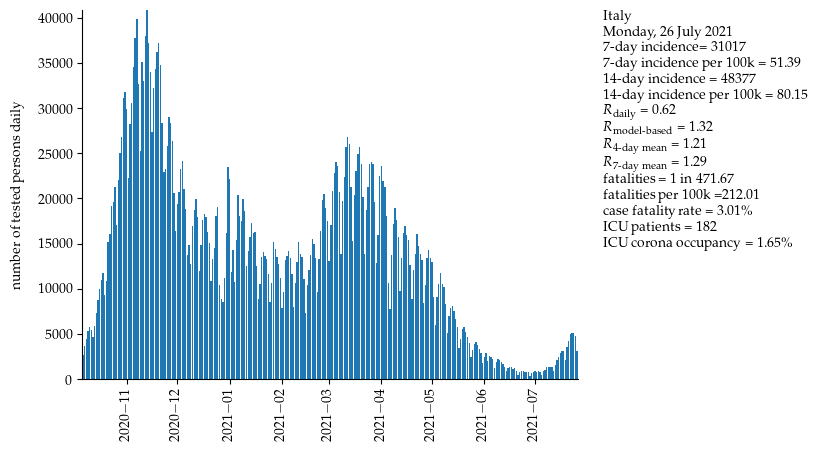 Italy
Monday, 26 July 2021
7-day incidence= 31017
7-day incidence per 100k = 51.39
14-day incidence = 48377
14-day incidence per 100k = 80.15
R daily = 0.62
R model-based = 1.32
R 4-day mean = 1.21
R 7-day mean = 1.29
fatalities = 1 in 471.67
fatalities per 100k =212.01
case fatality rate = 3.01%
ICU patients = 182
ICU corona occupancy = 1.65%
number of tested persons daily
40000
35000
30000
25000
20000
15000
10000
5000
0
2020−11
2020−12
2021−01
2021−02
2021−03
2021−04
2021−05
2021−06
2021−07